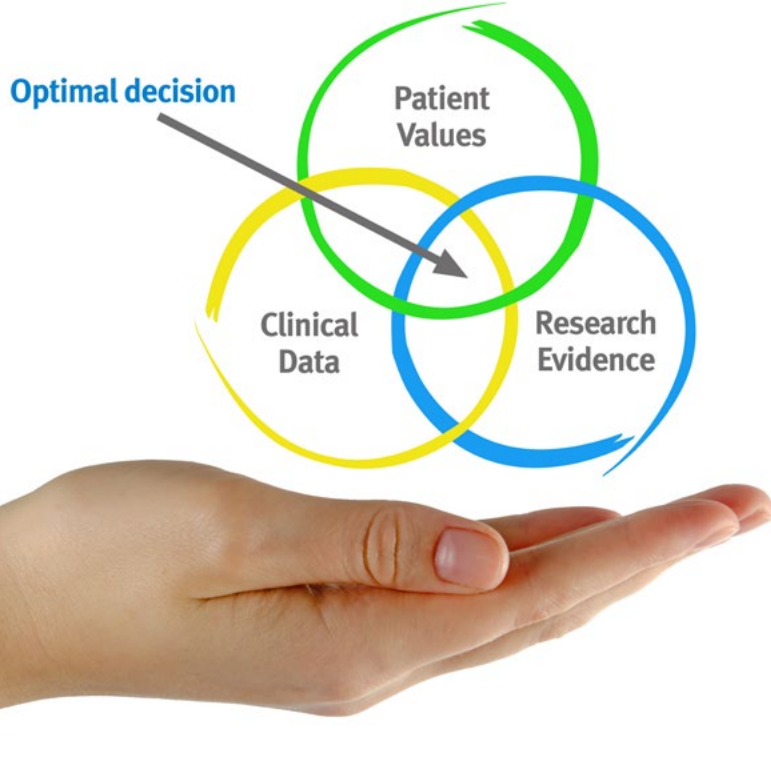 Optimal decision
Patient
Values
Clinical
Data
Research
Evidence